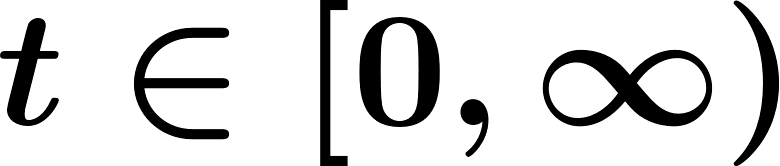 t ∈ [0, ∞)